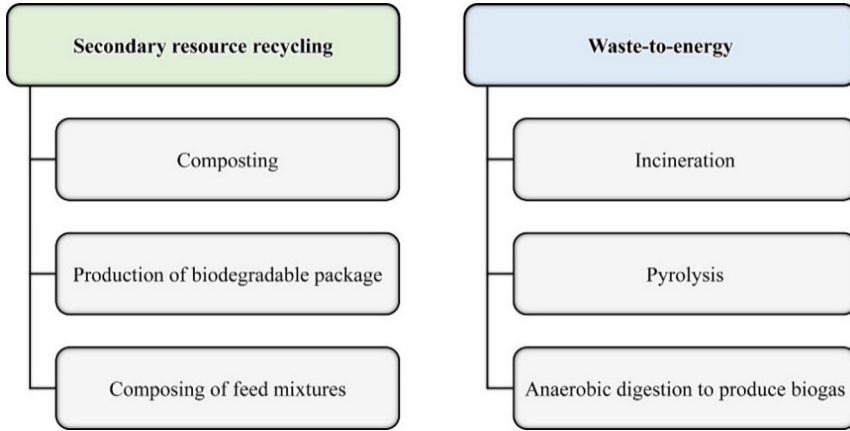 Secondary resource recycling
Composting
Production of biodegradable package
Composing of feed mixtures
Waste-to-energy
Incineration
Pyrolysis
Anaerobic digestion to produce biogas